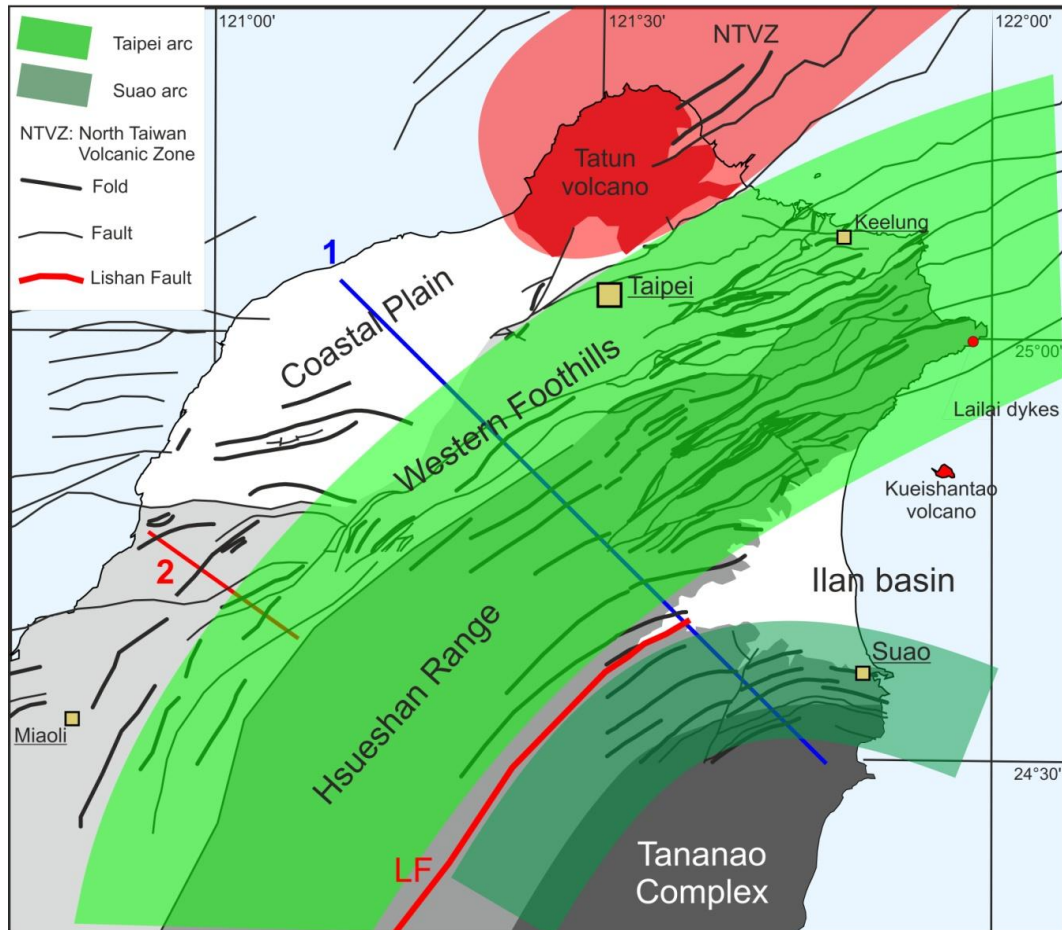 121°00'
121°30'
122°00'
Taipei arc
Suao arc
NTVZ: North Taiwan
Volcanic Zone
Fold
Fault
Lishan Fault
NTVZ
Tatun
volcano
Keelung
1
Taipei
Coastal Plain
25°00'
Western Foothills
Lailai dykes
Kueishantao
volcano
2
Ilan basin
Hsueshan Range
Suao
Miaoli
24°30'
LF
Tananao
Complex